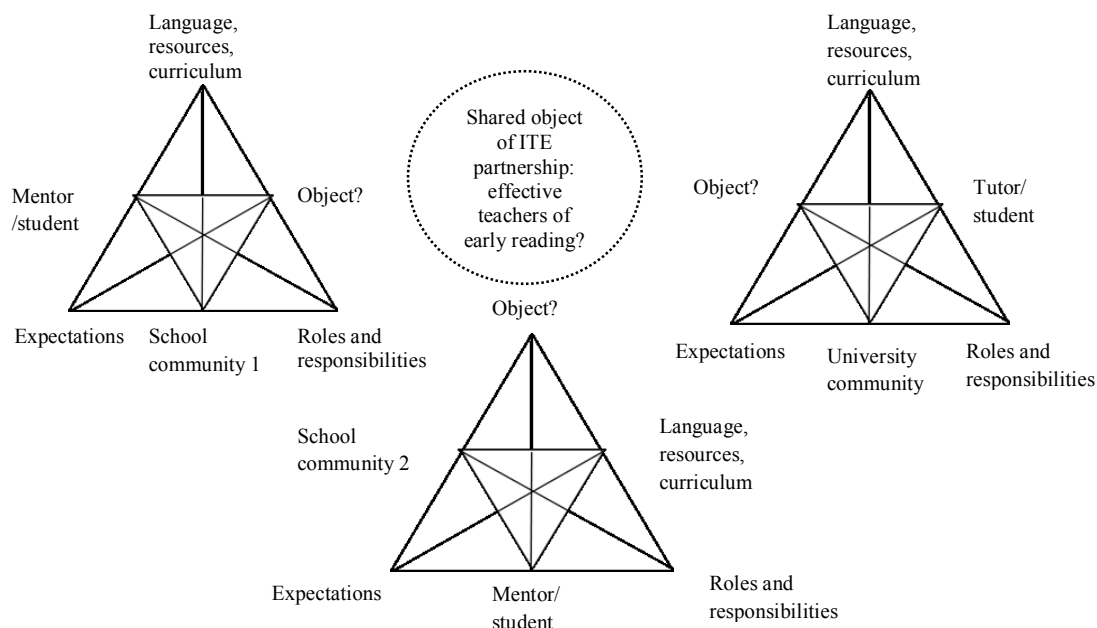 Language,
resources,
curriculum
Mentor
/student
Object?
Expectations
School
community 1
Roles and
responsibilities
Shared object
of ITE
partnership:
effective
teachers of
early reading?
Language,
resources,
curriculum
Object?
Tutor/
student
Expectations
University
community
Roles and
responsibilities
Object?
School
community 2
Language,
resources,
curriculum
Expectations
Mentor/
student
Roles and
responsibilities